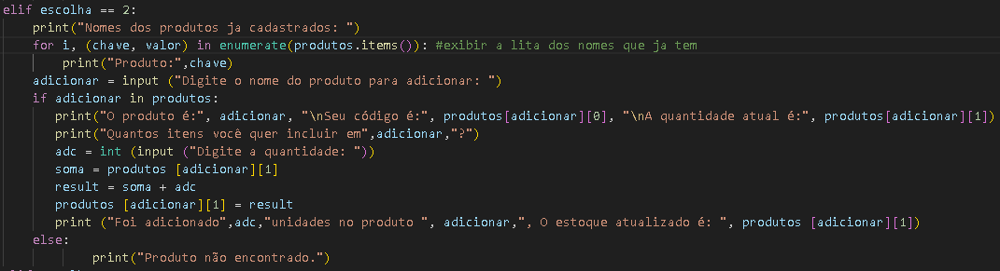 elif escolha == 2:
print("Nomes dos produtos ja cadastrados: ")
for i, (chave, valor) in enumerate(produtos.items()): #exibir a lita dos nomes que ja tem
print("Produto:",chave)
adicionar = input ("Digite o nome do produto para adicionar: ")
if adicionar in produtos:
print("O produto é:", adicionar, "\nSeu código é:", produtos[adicionar][0], "\nA quantidade atual é:", produtos[adicionar][1])
print("Quantos itens você quer incluir em",adicionar,"?")
adc = int (input ("Digite a quantidade: "))
soma = produtos [adicionar][1]
result = soma + adc
produtos [adicionar][1] = result
print ("Foi adicionado",adc,"unidades no produto ", adicionar,", O estoque atualizado é: ", produtos [adicionar][1])
else:
print("Produto não encontrado.")